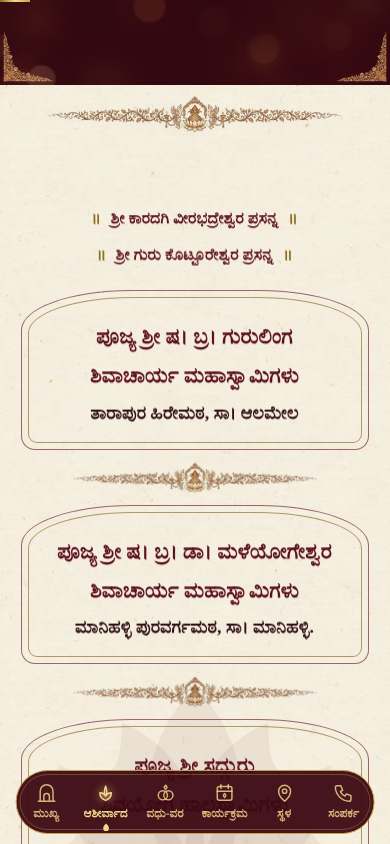 ॥ ಶ್ರೀ ಕಾರದಗಿ ವೀರಭದ್ರೇಶ್ವರ ಪ್ರಸನ್ನ ॥
॥ ಶ್ರೀ ಗುರು ಕೊಟ್ಟೂರೇಶ್ವರ ಪ್ರಸನ್ನ ॥
ಪೂಜ್ಯ ಶ್ರೀ ಷ। ಬ್ರ। ಗುರುಲಿಂಗ
ಶಿವಾಚಾರ್ಯ ಮಹಾಸ್ವಾಮಿಗಳು
ತಾರಾಪುರ ಹಿರೇಮಠ, ಸಾ। ಆಲಮೇಲ
ಪೂಜ್ಯ ಶ್ರೀ ಷ। ಬ್ರ। ಡಾ। ಮಳೆಯೋಗೇಶ್ವರ
ಶಿವಾಚಾರ್ಯ ಮಹಾಸ್ವಾಮಿಗಳು
ಮಾನಿಹಳ್ಳಿ ಪುರವರ್ಗಮಠ, ಸಾ। ಮಾನಿಹಳ್ಳಿ.
ಪೂಜ್ಯ ಶ್ರೀ ಸದ್ಗುರು
ಮುಖ್ಯ ಆಶೀರ್ವಾದ ವಧು-ವರ ಕಾರ್ಯಕ್ರಮ ಸ್ಥಳ ಸಂಪರ್ಕ